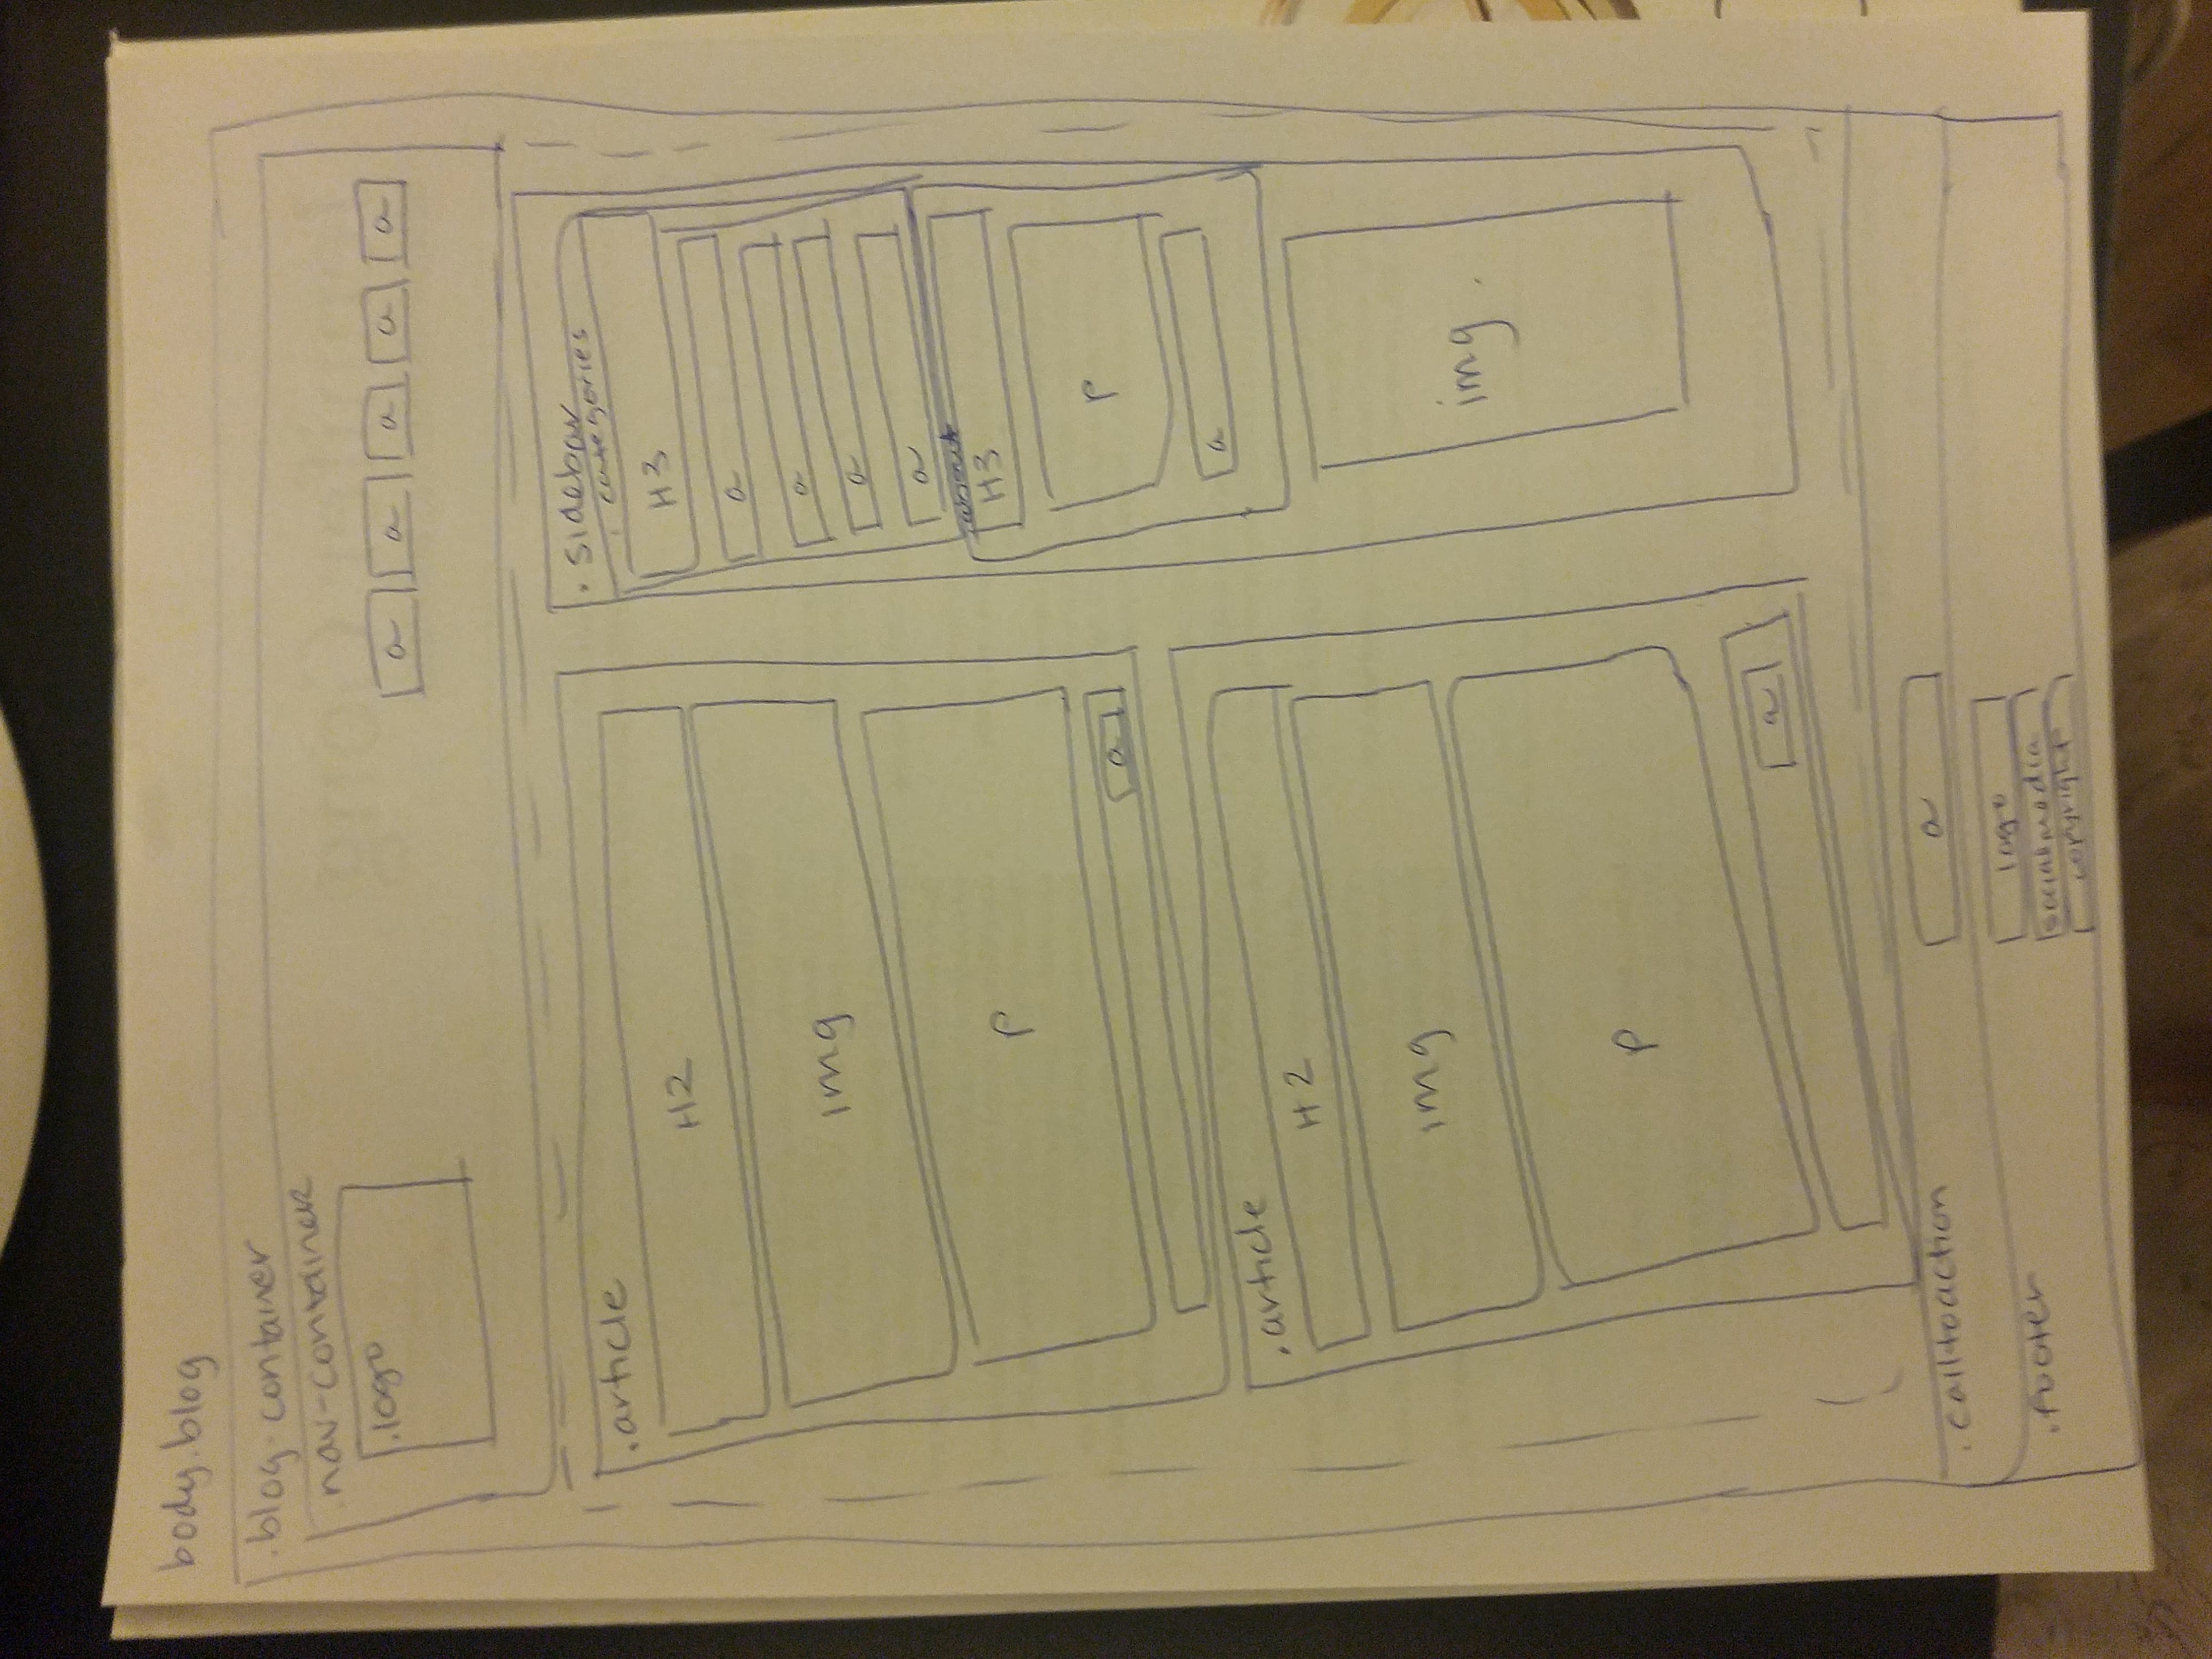 body.blog
.blog-container
nav-container
.logo
a a a a a
.article
H2
img
p
a
.article
H2
img
p
a
.sidebar
.categories
H3
a
a
a
a
about
H3
p
a
img.
.calltoaction
a
.footer
logo
socialmedia
copyright